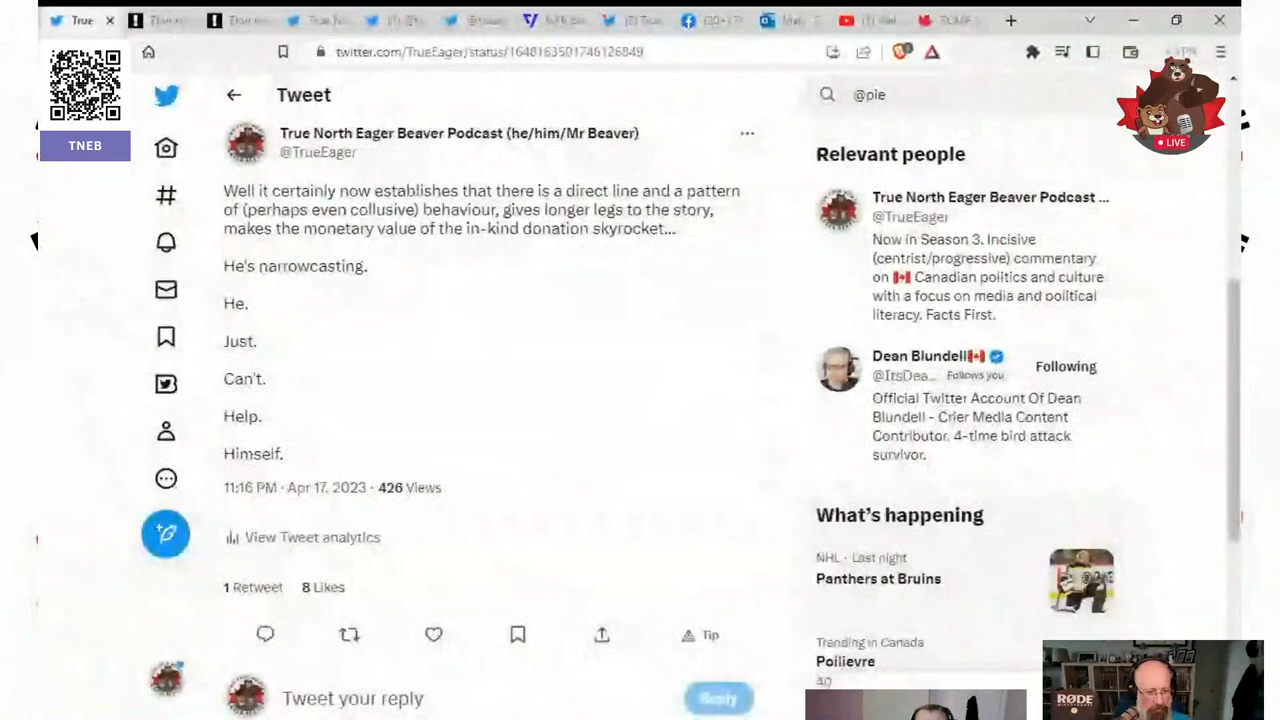 True
twitter.com/TrueEager/status/1648163501746126849
TNEB
Tweet
@pie
LIVE
True North Eager Beaver Podcast (he/him/Mr Beaver)
@TrueEager
Well it certainly now establishes that there is a direct line and a pattern
of (perhaps even collusive) behaviour, gives longer legs to the story,
makes the monetary value of the in-kind donation skyrocket...
He's narrowcasting.
He.
Just.
Can't.
Help.
Himself.
11:16 PM · Apr 17, 2023 · 426 Views
View Tweet analytics
1 Retweet 8 Likes
Tip
Tweet your reply
Reply
Relevant people
True North Eager Beaver Podcast ...
@TrueEager
Now in Season 3. Incisive
(centrist/progressive) commentary
on 🇨🇦 Canadian politics and culture
with a focus on media and political
literacy. Facts First.
Dean Blundell🇨🇦
@ItsDea... Follows you
Following
Official Twitter Account Of Dean
Blundell - Crier Media Content
Contributor. 4-time bird attack
survivor.
What's happening
NHL · Last night
Panthers at Bruins
Trending in Canada
Poilievre
RØDE